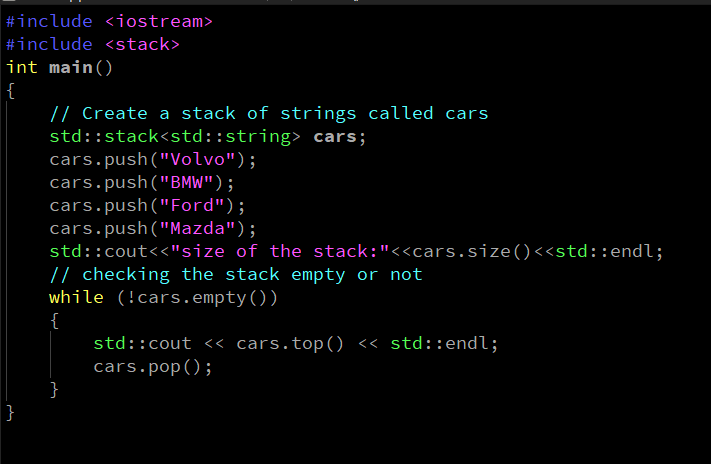 #include <iostream>
#include <stack>
int main()
{
    // Create a stack of strings called cars
    std::stack<std::string> cars;
    cars.push("Volvo");
    cars.push("BMW");
    cars.push("Ford");
    cars.push("Mazda");
    std::cout<<"size of the stack:"<<cars.size()<<std::endl;
    // checking the stack empty or not
    while (!cars.empty())
    {
        std::cout << cars.top() << std::endl;
        cars.pop();
    }
}